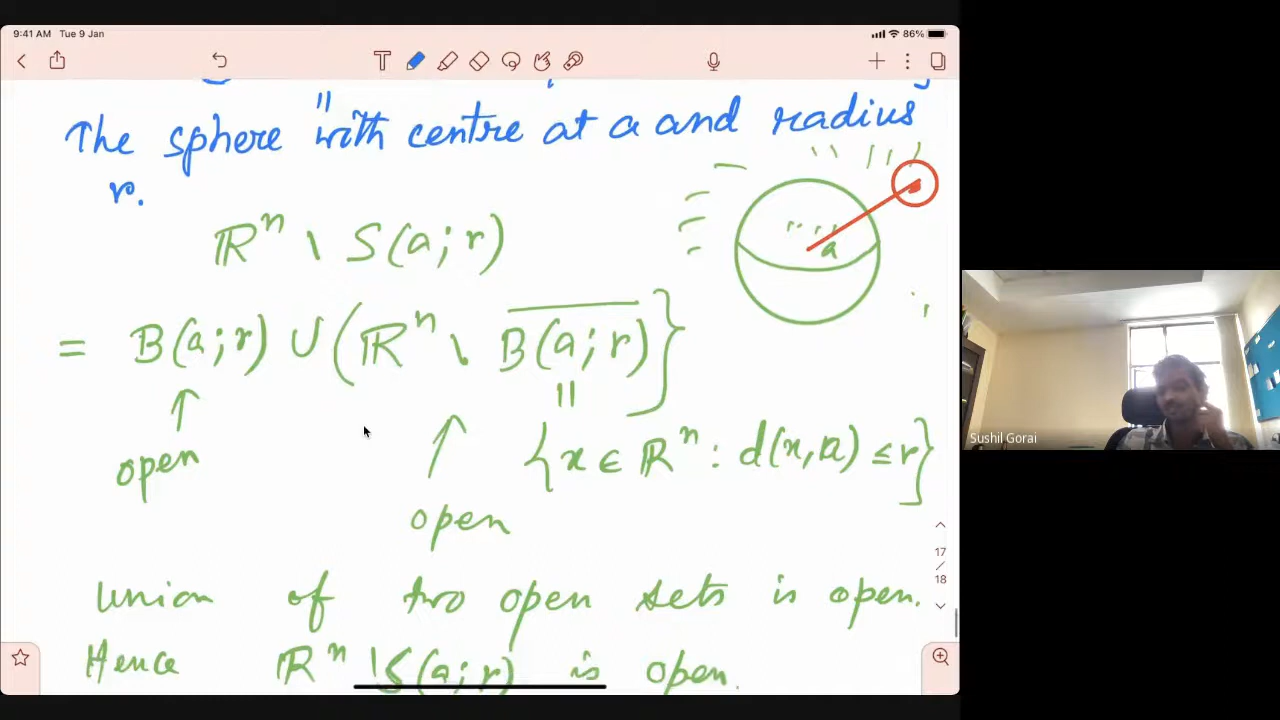 9:41 AM Tue 9 Jan
86%
The sphere with centre at a and radius
r.
ℝⁿ \ S(a;r)
a
= B(a;r) ∪ (ℝⁿ \ \overline{B(a;r)}}
↑ ↑ ||
open open {x ∈ ℝⁿ : d(x,a) ≤ r}
Union of two open sets is open.
Hence ℝⁿ \ S(a;r) is open.
17
/
18
Sushil Gorai